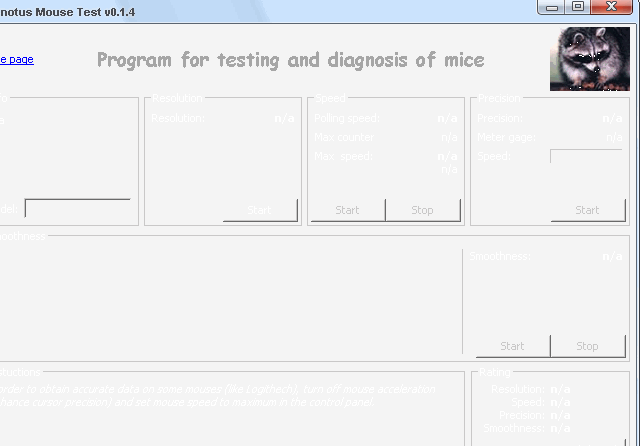 notus Mouse Test v0.1.4
e page
Program for testing and diagnosis of mice
Resolution
Resolution: n/a
Start
Speed
Polling speed: n/a
Max counter n/a
Max. speed: n/a
n/a
Start Stop
Precision
Precision: n/a
Meter gage: n/a
Speed:
Start
del:
oothness
Smoothness: n/a
Start Stop
tructions
order to obtain accurate data on some mouses (like Logithech), turn off mouse acceleration
hance cursor precision) and set mouse speed to maximum in the control panel.
Rating
Resolution: n/a
Speed: n/a
Precision: n/a
Smoothness: n/a